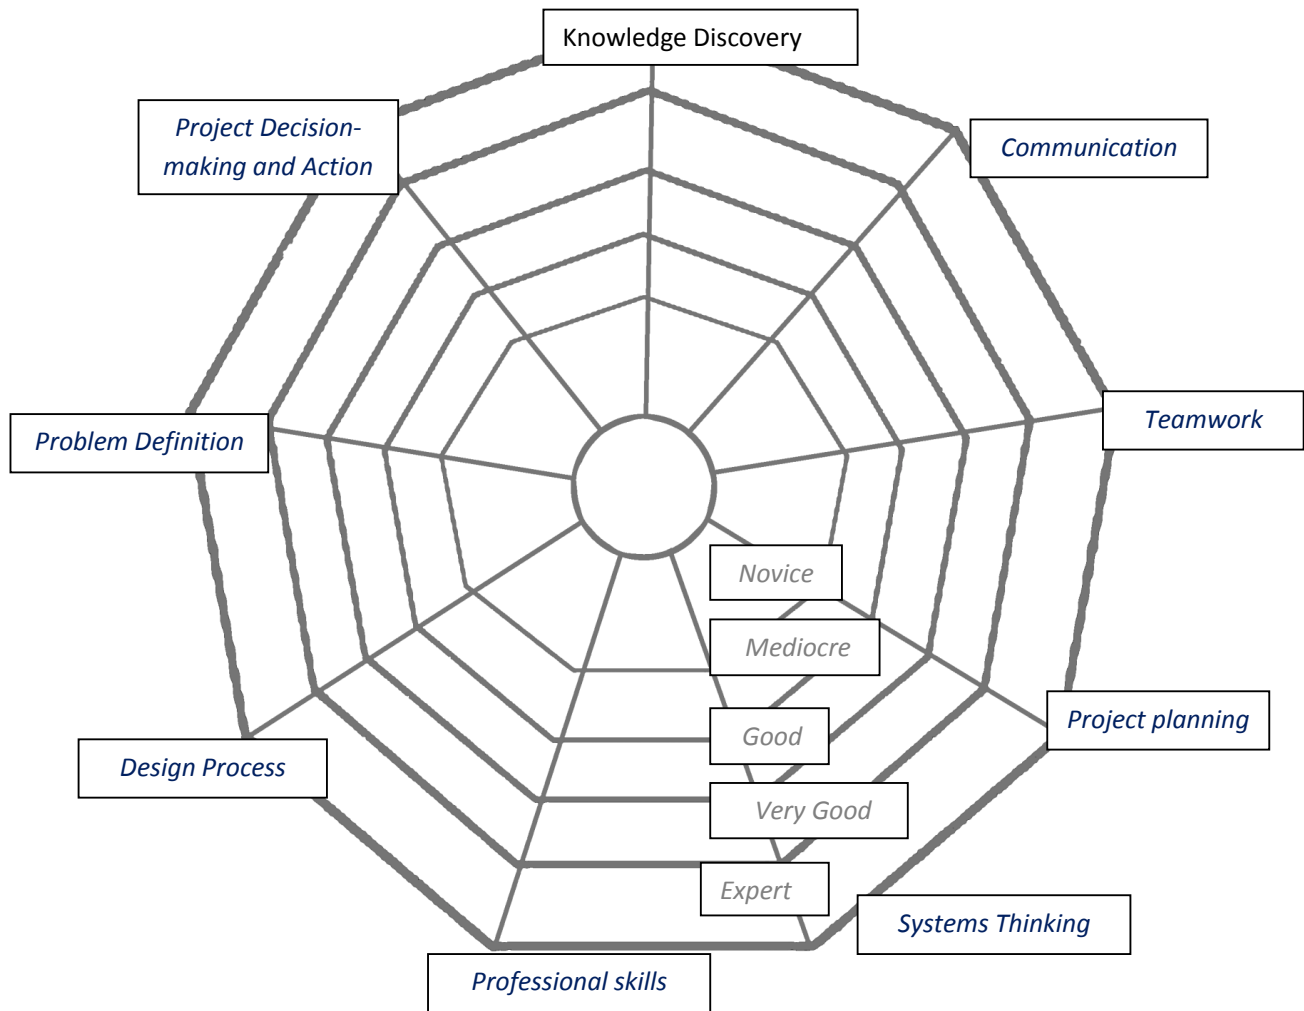 Knowledge Discovery
Project Decision-
making and Action
Communication
Problem Definition
Teamwork
Novice
Mediocre
Good
Project planning
Design Process
Very Good
Expert
Systems Thinking
Professional skills